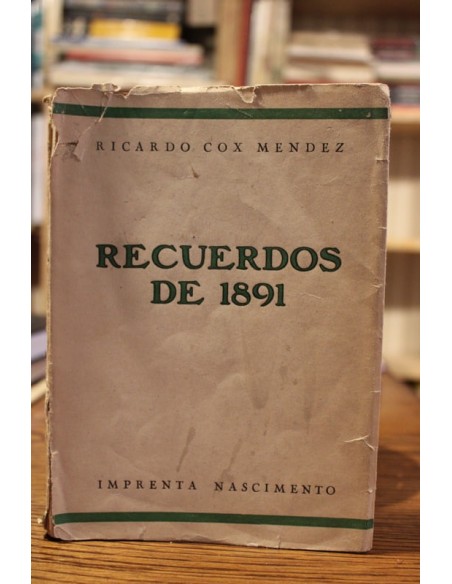 RICARDO COX MENDEZ
RECUERDOS
DE 1891
IMPRENTA NASCIMENTO